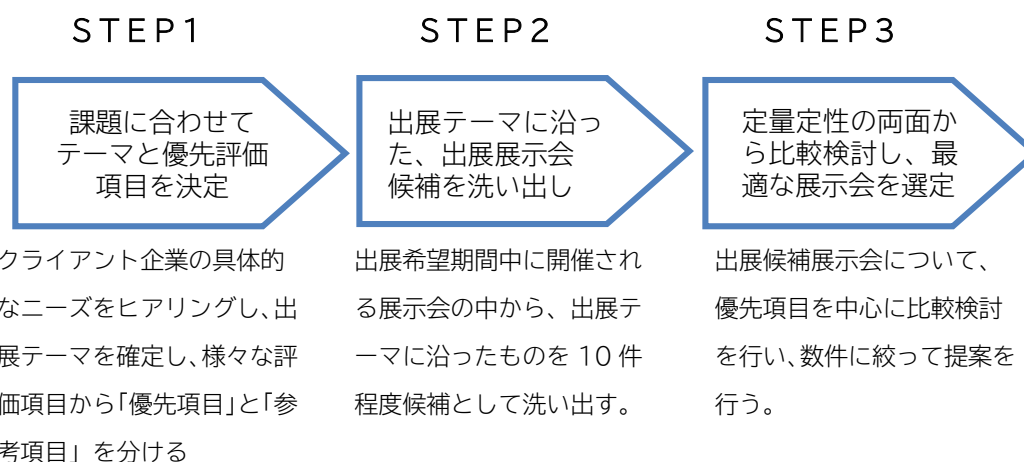 STEP1
課題に合わせて
テーマと優先評価
項目を決定
クライアント企業の具体的
なニーズをヒアリングし、出
展テーマを確定し、様々な評
価項目から「優先項目」と「参
考項目」を分ける
STEP2
出展テーマに沿っ
た、出展展示会
候補を洗い出し
出展希望期間中に開催され
る展示会の中から、出展テ
ーマに沿ったものを 10 件
程度候補として洗い出す。
STEP3
定量定性の両面か
ら比較検討し、最
適な展示会を選定
出展候補展示会について、
優先項目を中心に比較検討
を行い、数件に絞って提案を
行う。